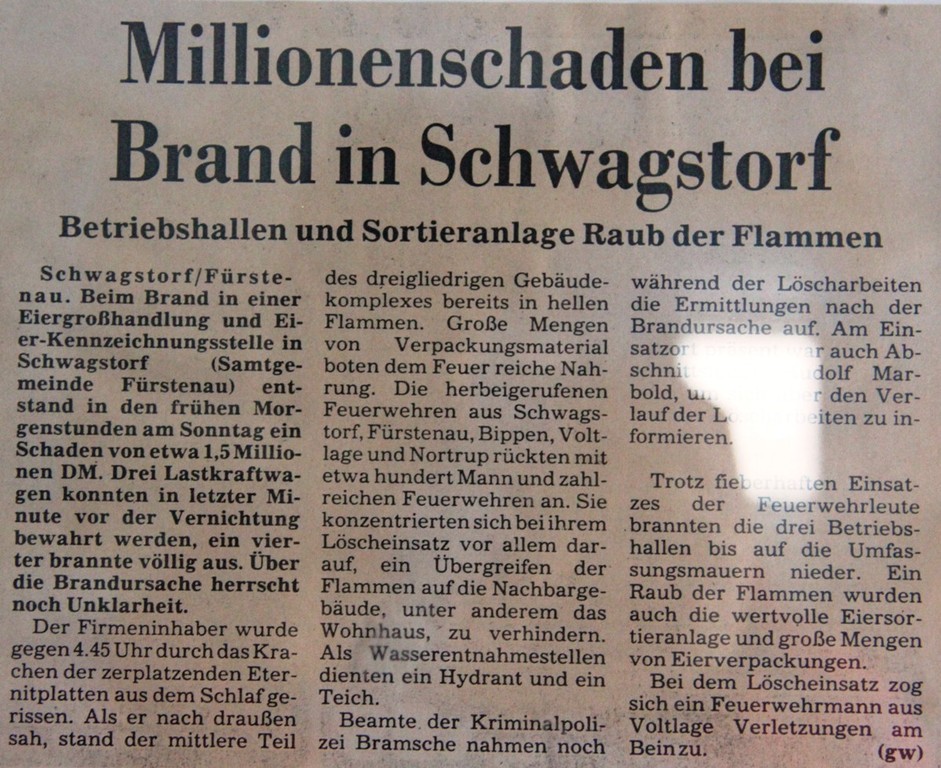 Millionenschaden bei
Brand in Schwagstorf
Betriebshallen und Sortieranlage Raub der Flammen
Schwagstorf/Fürste-
nau. Beim Brand in einer
Eiergroßhandlung und Ei-
er-Kennzeichnungsstelle in
Schwagstorf (Samtge-
meinde Fürstenau) ent-
stand in den frühen Mor-
genstunden am Sonntag ein
Schaden von etwa 1,5 Millio-
nen DM. Drei Lastkraftwa-
gen konnten in letzter Mi-
nute vor der Vernichtung
bewahrt werden, ein vier-
ter brannte völlig aus. Über
die Brandursache herrscht
noch Unklarheit.
Der Firmeninhaber wurde
gegen 4.45 Uhr durch das Kra-
chen der zerplatzenden Eter-
nitplatten aus dem Schlaf ge-
rissen. Als er nach draußen
sah, stand der mittlere Teil
des dreigliedrigen Gebäude-
komplexes bereits in hellen
Flammen. Große Mengen
von Verpackungsmaterial
boten dem Feuer reiche Nah-
rung. Die herbeigerufenen
Feuerwehren aus Schwags-
torf, Fürstenau, Bippen, Volt-
lage und Nortrup rückten mit
etwa hundert Mann und zahl-
reichen Feuerwehren an. Sie
konzentrierten sich bei ihrem
Löscheinsatz vor allem dar-
auf, ein Übergreifen der
Flammen auf die Nachbarge-
bäude, unter anderem das
Wohnhaus, zu verhindern.
Als Wasserentnahmestellen
dienten ein Hydrant und ein
Teich.
Beamte der Kriminalpoli-
zei Bramsche nahmen noch
während der Löscharbeiten
die Ermittlungen nach der
Brandursache auf. Am Ein-
satzort war auch Ab-
schnit Mar-
bold, den Ver-
lauf der zu in-
formieren.
Trotz fieberhaften Einsat-
zes der Feuerwehrleute
brannten die drei Betriebs-
hallen bis auf die Umfas-
sungsmauern nieder. Ein
Raub der Flammen wurden
auch die wertvolle Eiersor-
tieranlage und große Mengen
von Eierverpackungen.
Bei dem Löscheinsatz zog
sich ein Feuerwehrmann aus
Voltlage Verletzungen am
Bein zu. (gw)